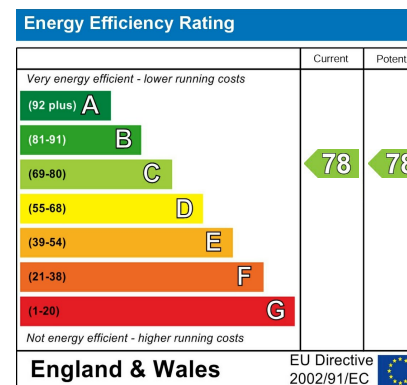 Energy Efficiency Rating
Current Potent
Very energy efficient - lower running costs
(92 plus) A
(81-91) B
(69-80) C 78 78
(55-68) D
(39-54) E
(21-38) F
(1-20) G
Not energy efficient - higher running costs
England & Wales
EU Directive
2002/91/EC